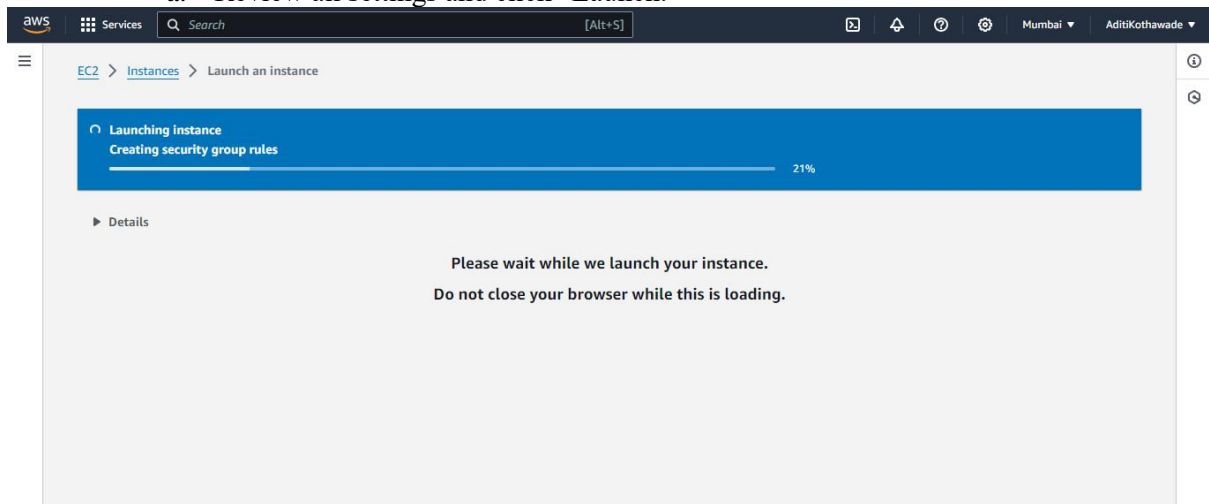 a. Review all settings and click "Launch."
aws Services Search [Alt+S] Mumbai ▼ AditiKothawade ▼
EC2 > Instances > Launch an instance
Launching instance
Creating security group rules
21%
▶ Details
Please wait while we launch your instance.
Do not close your browser while this is loading.